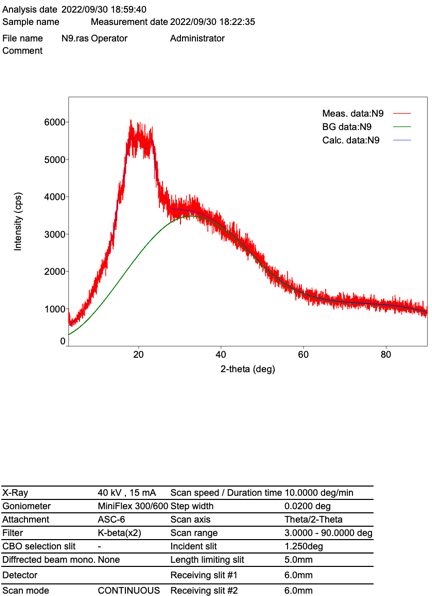 Analysis date 2022/09/30 18:59:40
Sample name Measurement date 2022/09/30 18:22:35
File name N9.ras Operator Administrator
Comment
Meas. data:N9
BG data:N9
Calc. data:N9
6000
5000
4000
3000
2000
1000
0
Intensity (cps)
20 40 60 80
2-theta (deg)
X-Ray 40 kV , 15 mA Scan speed / Duration time 10.0000 deg/min
Goniometer MiniFlex 300/600 Step width 0.0200 deg
Attachment ASC-6 Scan axis Theta/2-Theta
Filter K-beta(x2) Scan range 3.0000 - 90.0000 deg
CBO selection slit - Incident slit 1.250deg
Diffrected beam mono. None Length limiting slit 5.0mm
Detector Receiving slit #1 6.0mm
Scan mode CONTINUOUS Receiving slit #2 6.0mm